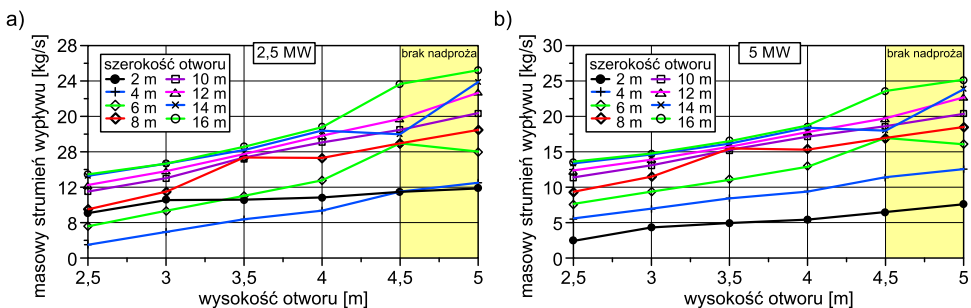 a)
2,5 MW
brak nadproża
szerokość otworu
2 m
10 m
4 m
12 m
6 m
14 m
8 m
16 m
masowy strumień wypływu [kg/s]
28
24
20
28
12
8
0
2,5
3
3,5
4
4,5
5
wysokość otworu [m]
b)
5 MW
brak nadproża
szerokość otworu
2 m
10 m
4 m
12 m
6 m
14 m
8 m
16 m
masowy strumień wypływu [kg/s]
30
25
20
15
10
5
0
2,5
3
3,5
4
4,5
5
wysokość otworu [m]